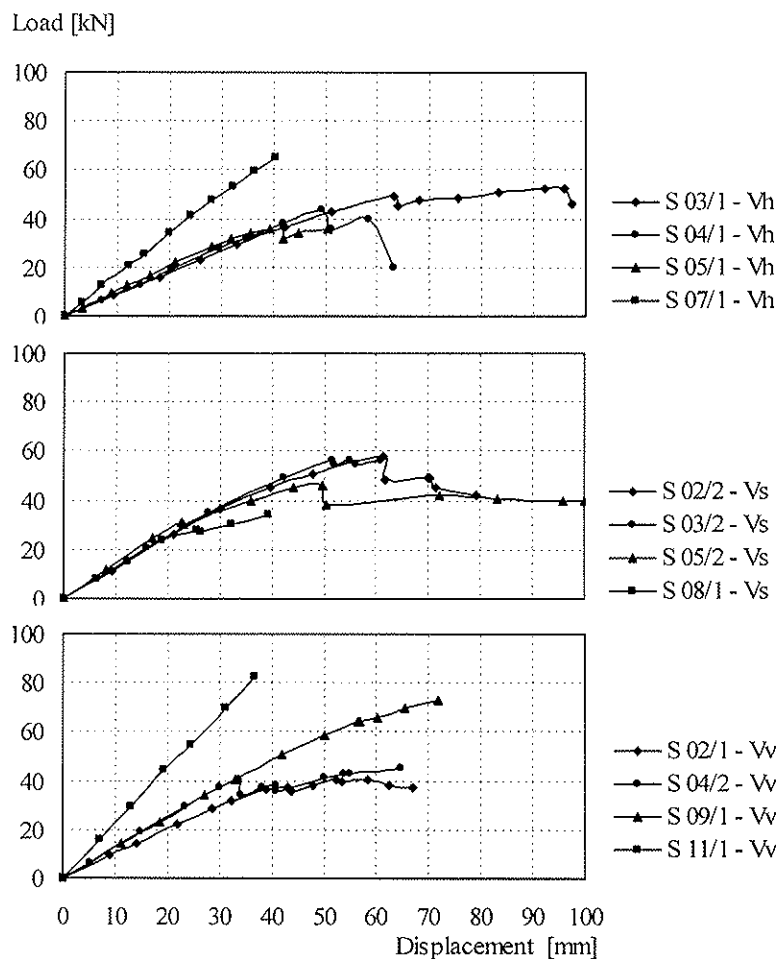 Load [kN]
100
80
60
40
20
0
S 03/1 - Vh
S 04/1 - Vh
S 05/1 - Vh
S 07/1 - Vh
100
80
60
40
20
0
S 02/2 - Vs
S 03/2 - Vs
S 05/2 - Vs
S 08/1 - Vs
100
80
60
40
20
0
S 02/1 - Vv
S 04/2 - Vv
S 09/1 - Vv
S 11/1 - Vv
0 10 20 30 40 50 60 70 80 90 100
Displacement [mm]